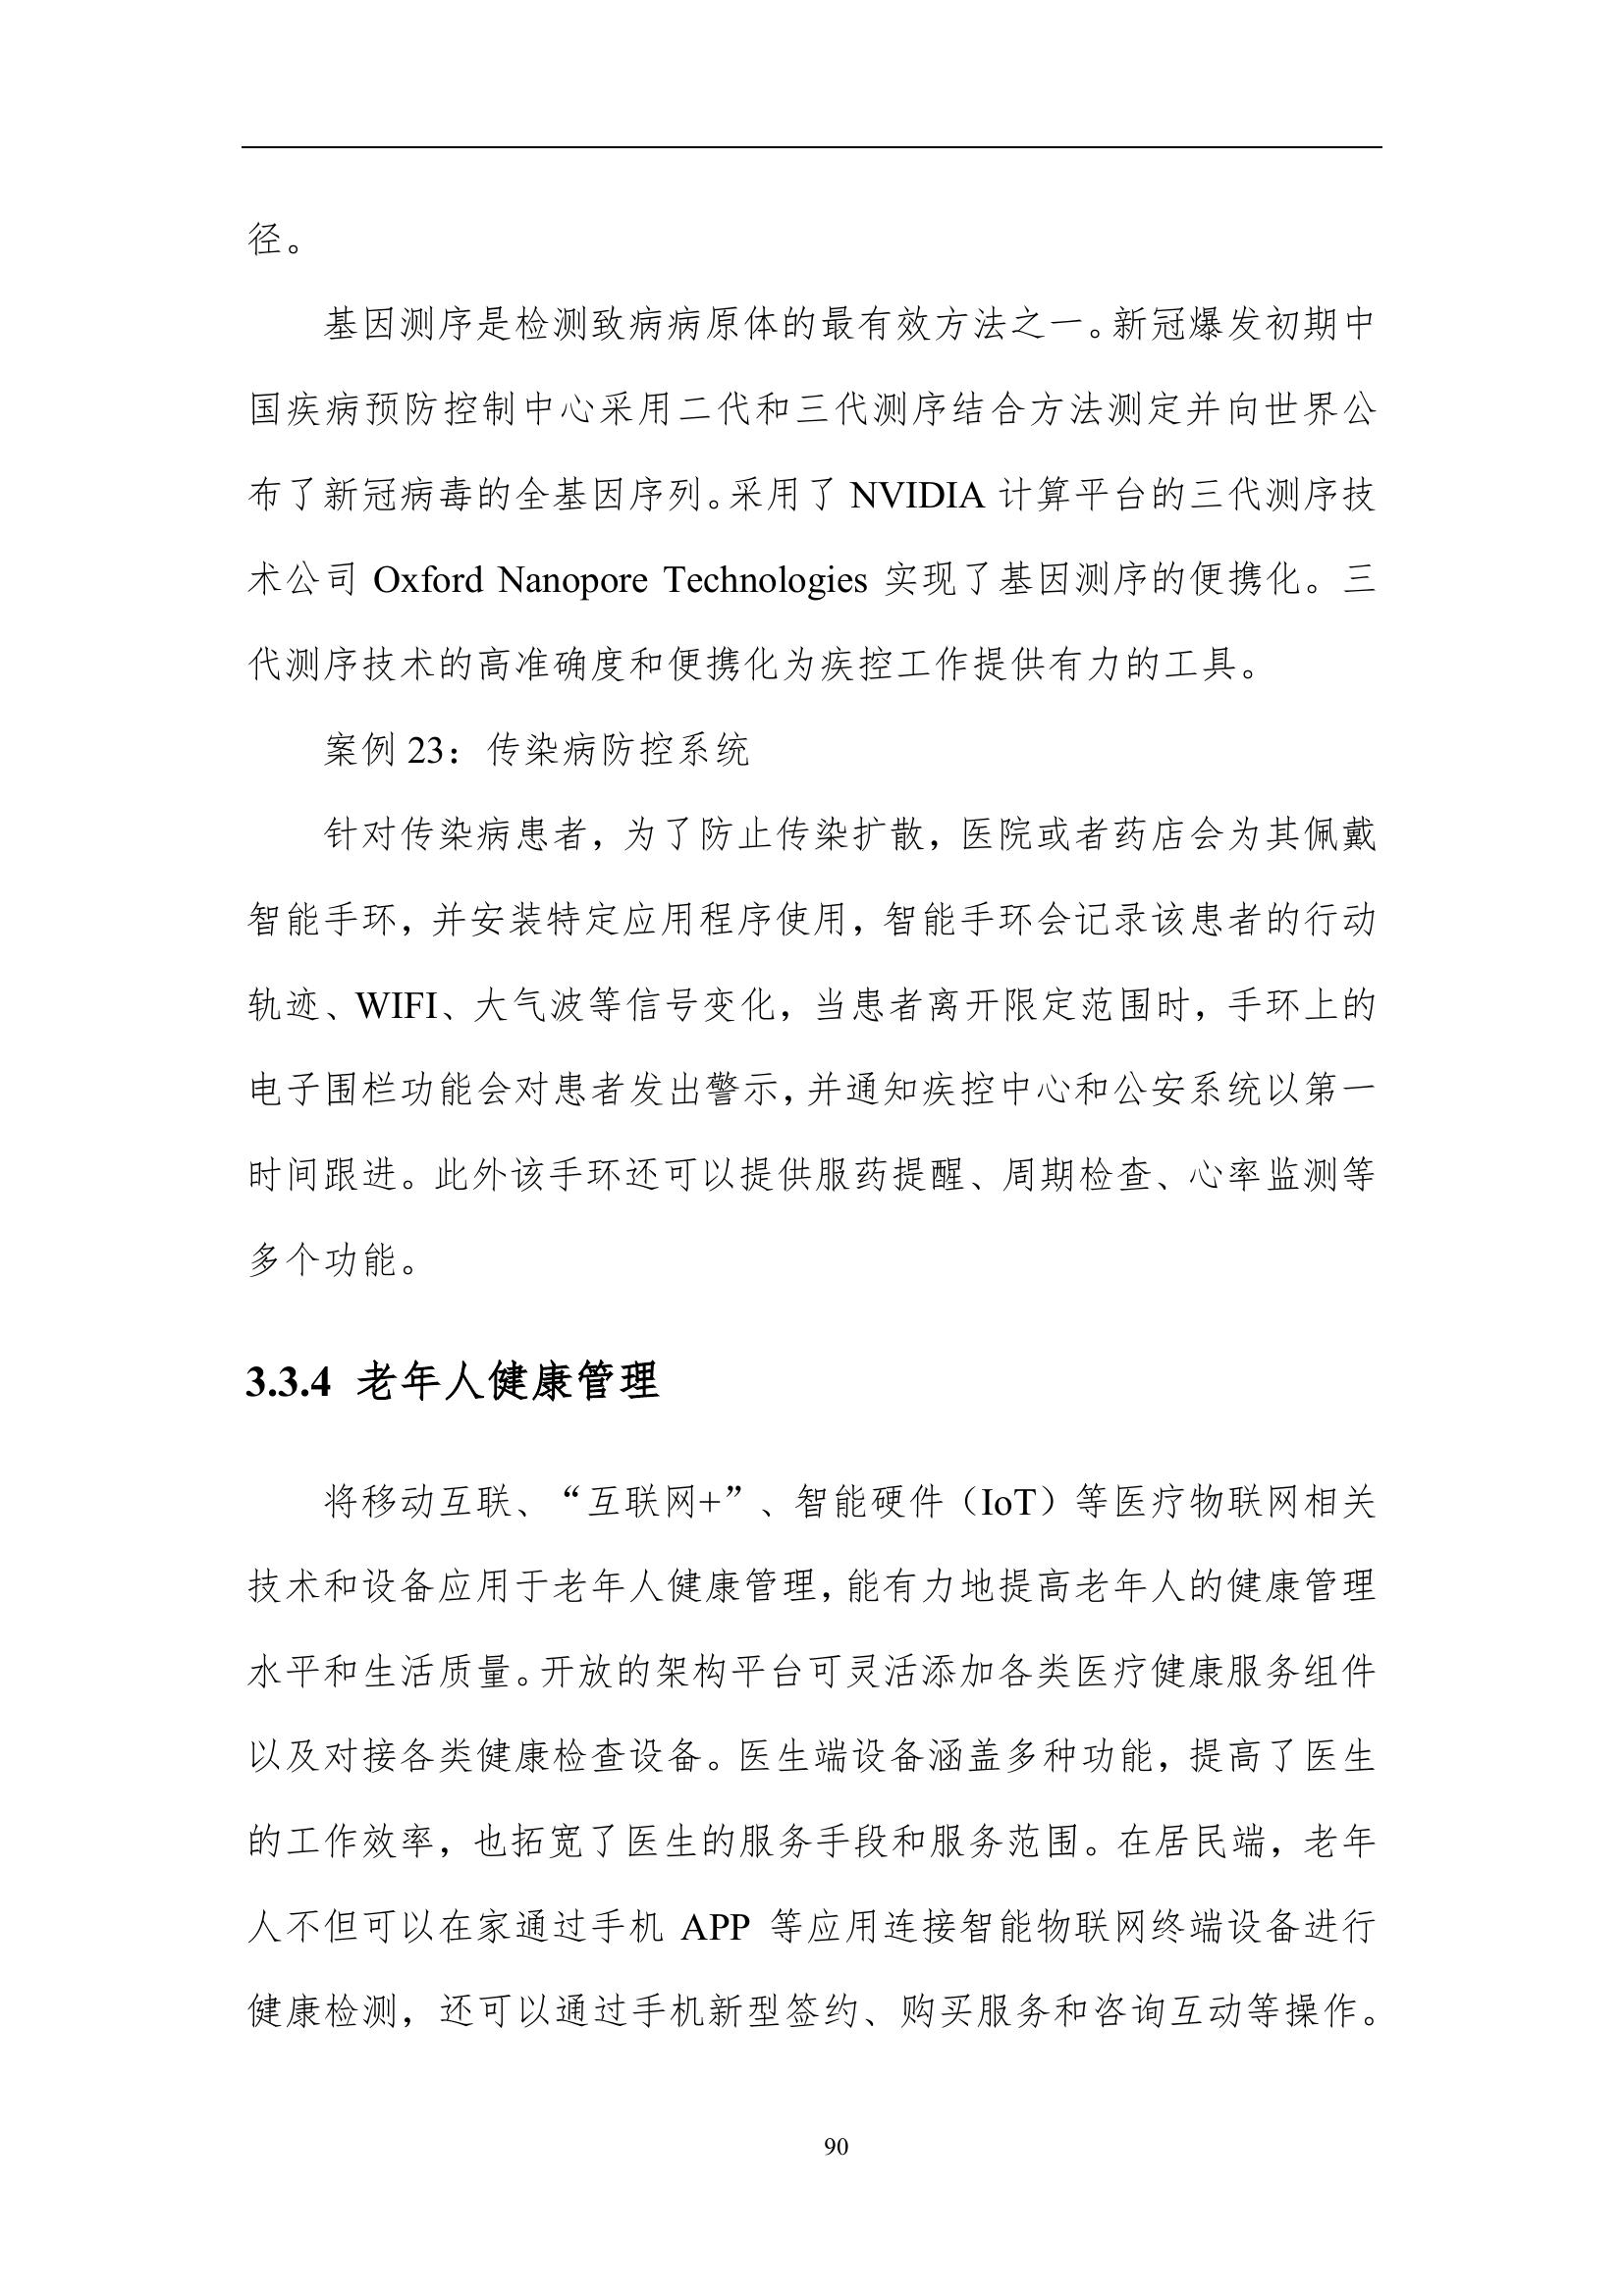 径。
基因测序是检测致病病原体的最有效方法之一。新冠爆发初期中
国疾病预防控制中心采用二代和三代测序结合方法测定并向世界公
布了新冠病毒的全基因序列。采用了 NVIDIA 计算平台的三代测序技
术公司 Oxford Nanopore Technologies 实现了基因测序的便携化。三
代测序技术的高准确度和便携化为疾控工作提供有力的工具。
案例 23：传染病防控系统
针对传染病患者，为了防止传染扩散，医院或者药店会为其佩戴
智能手环，并安装特定应用程序使用，智能手环会记录该患者的行动
轨迹、WIFI、大气波等信号变化，当患者离开限定范围时，手环上的
电子围栏功能会对患者发出警示，并通知疾控中心和公安系统以第一
时间跟进。此外该手环还可以提供服药提醒、周期检查、心率监测等
多个功能。
3.3.4 老年人健康管理
将移动互联、“互联网+”、智能硬件（IoT）等医疗物联网相关
技术和设备应用于老年人健康管理，能有力地提高老年人的健康管理
水平和生活质量。开放的架构平台可灵活添加各类医疗健康服务组件
以及对接各类健康检查设备。医生端设备涵盖多种功能，提高了医生
的工作效率，也拓宽了医生的服务手段和服务范围。在居民端，老年
人不但可以在家通过手机 APP 等应用连接智能物联网终端设备进行
健康检测，还可以通过手机新型签约、购买服务和咨询互动等操作。
90